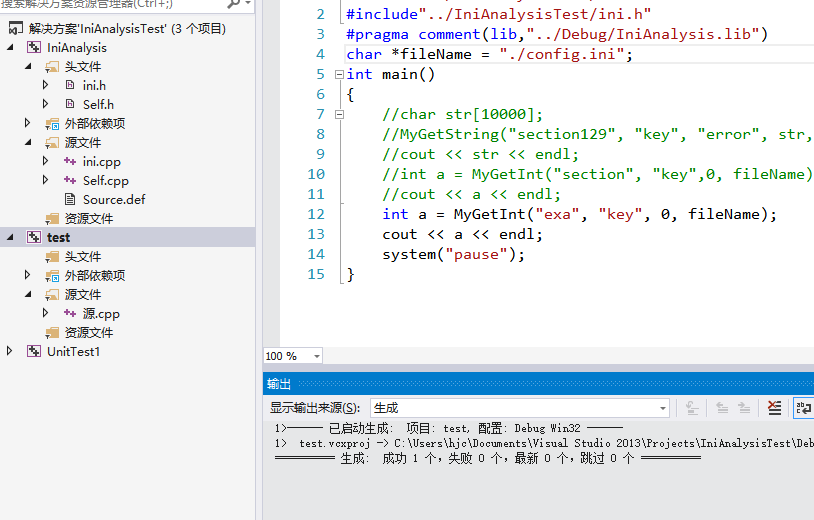 搜索解决方案资源管理器(Ctrl+;)
解决方案'IniAnalysisTest' (3 个项目)
IniAnalysis
头文件
ini.h
Self.h
外部依赖项
源文件
ini.cpp
Self.cpp
Source.def
资源文件
test
头文件
外部依赖项
源文件
源.cpp
资源文件
UnitTest1
2 #include"../IniAnalysisTest/ini.h"
3 #pragma comment(lib,"../Debug/IniAnalysis.lib")
4 char *fileName = "./config.ini";
5 int main()
6 {
7 //char str[10000];
8 //MyGetString("section129", "key", "error", str,
9 //cout << str << endl;
10 //int a = MyGetInt("section", "key",0, fileName)
11 //cout << a << endl;
12 int a = MyGetInt("exa", "key", 0, fileName);
13 cout << a << endl;
14 system("pause");
15 }
100 %
输出
显示输出来源(S): 生成
1>------ 已启动生成: 项目: test, 配置: Debug Win32 ------
1> test.vcxproj -> C:\Users\hjc\Documents\Visual Studio 2013\Projects\IniAnalysisTest\Deb
========== 生成: 成功 1 个，失败 0 个，最新 0 个，跳过 0 个 ==========